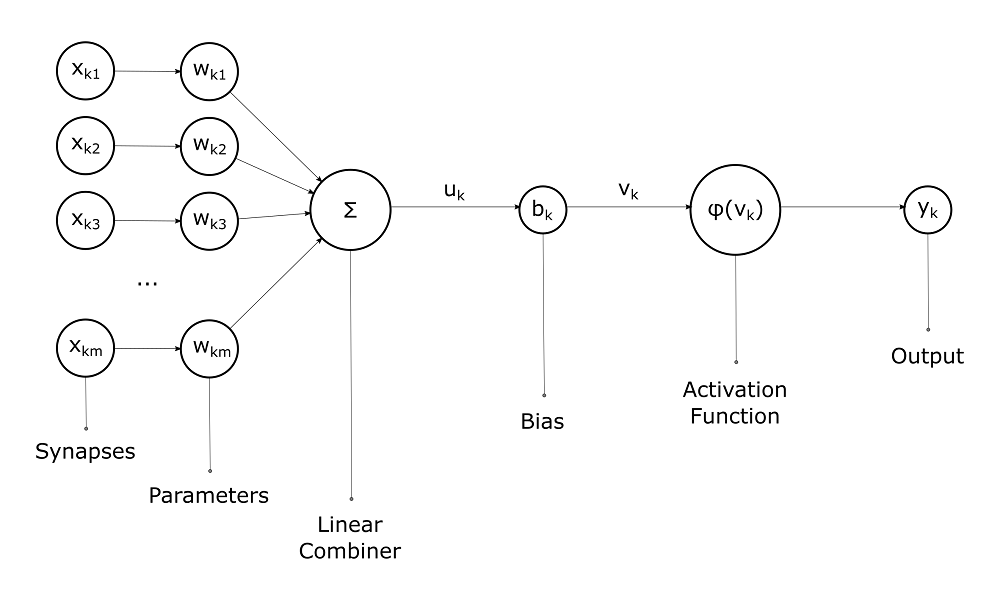 xk1 wk1
xk2 wk2
xk3 wk3
...
xkm wkm
Σ
uk
bk
vk
φ(vk)
yk
Synapses
Parameters
Linear
Combiner
Bias
Activation
Function
Output